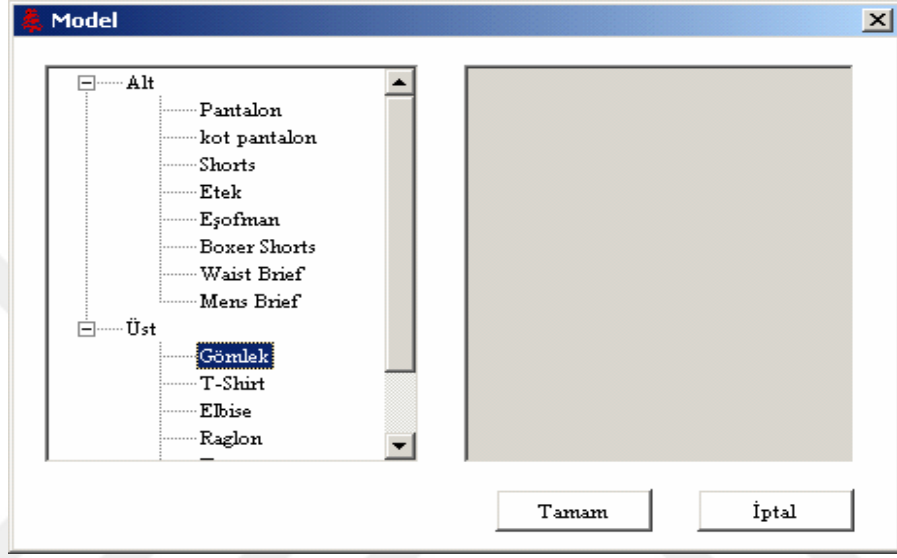 Model
Alt
Pantalon
kot pantalon
Shorts
Etek
Eşofman
Boxer Shorts
Waist Brief
Mens Brief
Üst
Gömlek
T-Shirt
Elbise
Raglon
Tamam
İptal